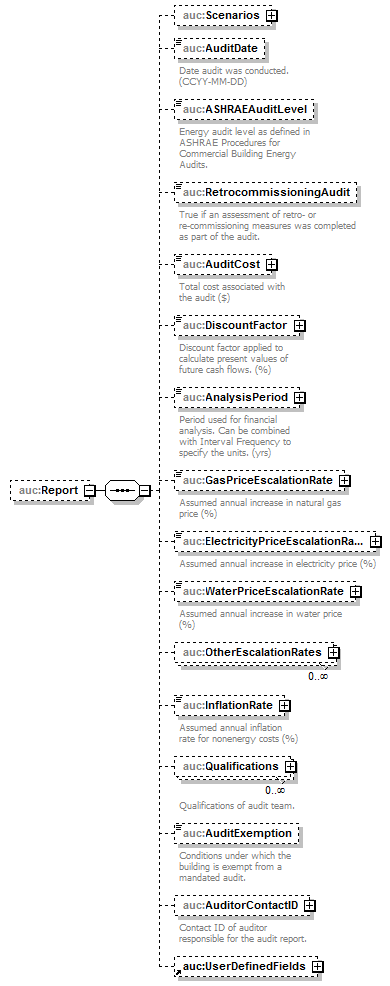 auc:Scenarios
auc:AuditDate
Date audit was conducted.
(CCYY-MM-DD)
auc:ASHRAEAuditLevel
Energy audit level as defined in
ASHRAE Procedures for
Commercial Building Energy
Audits.
auc:RetrocommissioningAudit
True if an assessment of retro- or
re-commissioning measures was completed
as part of the audit.
auc:AuditCost
Total cost associated with
the audit ($)
auc:DiscountFactor
Discount factor applied to
calculate present values of
future cash flows. (%)
auc:AnalysisPeriod
Period used for financial
analysis. Can be combined
with Interval Frequency to
specify the units. (yrs)
auc:Report
auc:GasPriceEscalationRate
Assumed annual increase in natural gas
price (%)
auc:ElectricityPriceEscalationRa...
Assumed annual increase in electricity price (%)
auc:WaterPriceEscalationRate
Assumed annual increase in water price
(%)
auc:OtherEscalationRates
0..∞
auc:InflationRate
Assumed annual inflation
rate for nonenergy costs (%)
auc:Qualifications
0..∞
Qualifications of audit team.
auc:AuditExemption
Conditions under which the
building is exempt from a
mandated audit.
auc:AuditorContactID
Contact ID of auditor
responsible for the audit report.
auc:UserDefinedFields